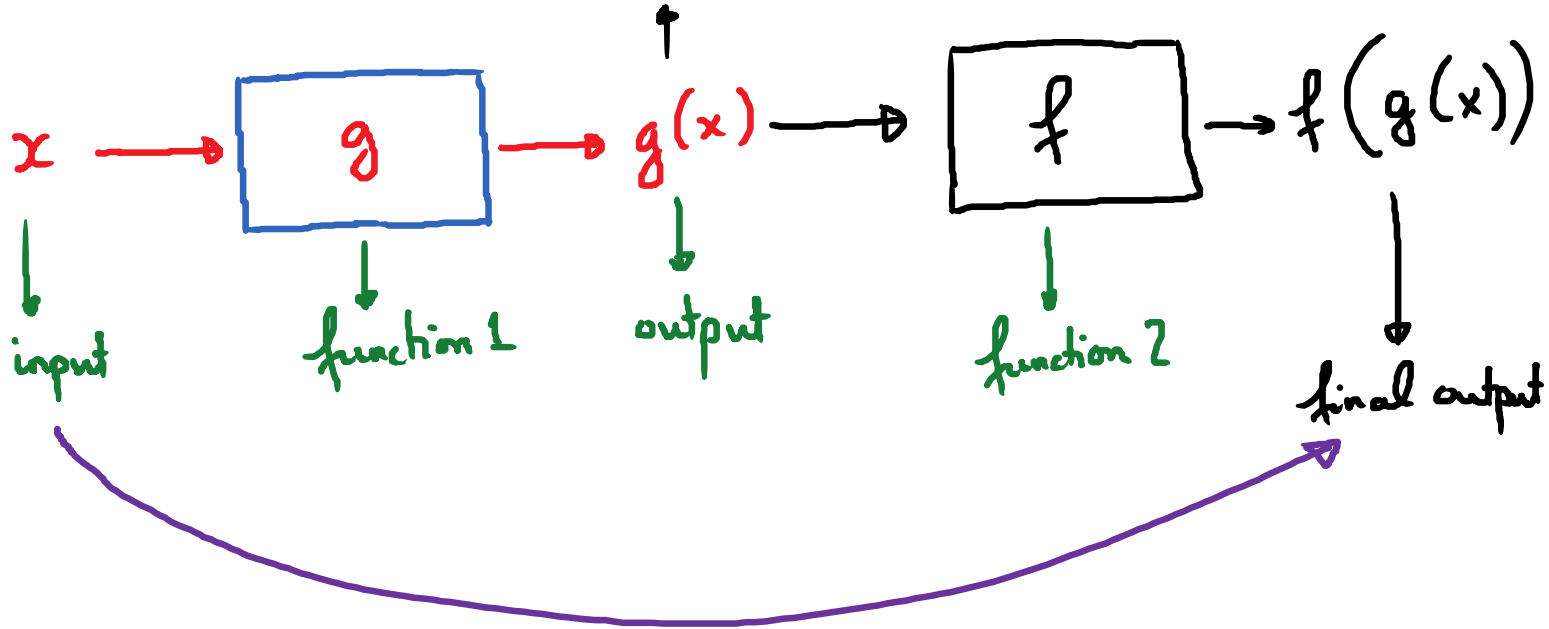 x g g(x) f f(g(x))
input function 1 output function 2 final output